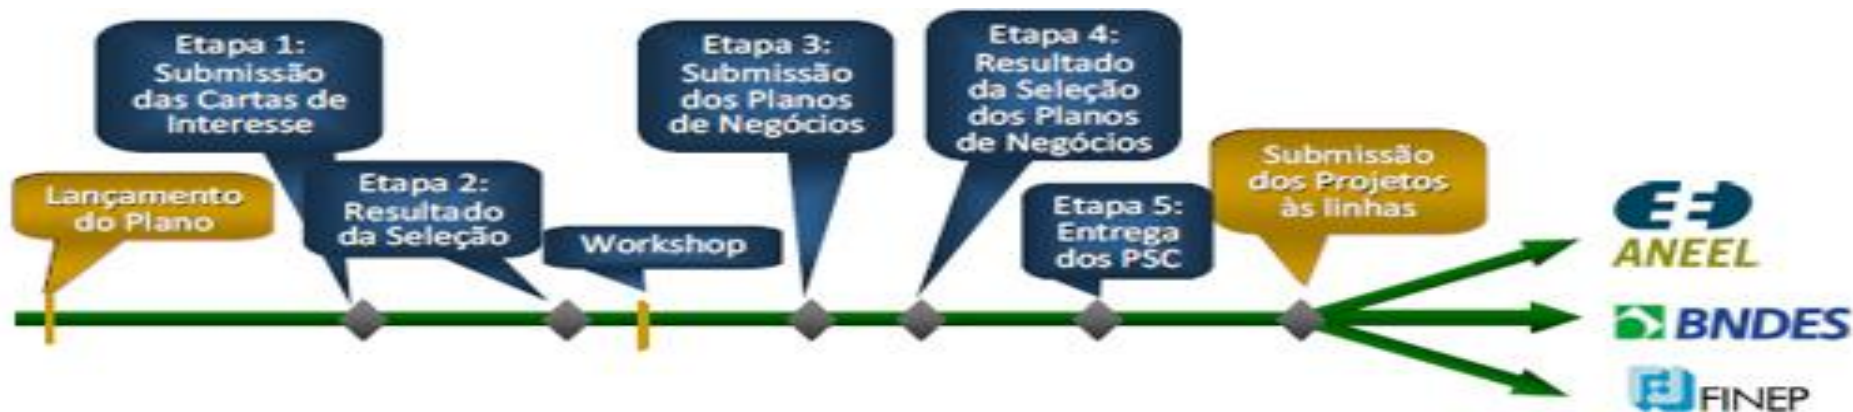 Lançamento
do Plano
Etapa 1:
Submissão
das Cartas de
Interesse
Etapa 2:
Resultado
da Seleção
Workshop
Etapa 3:
Submissão
dos Planos
de Negócios
Etapa 4:
Resultado
da Seleção
dos Planos
de Negócios
Etapa 5:
Entrega
dos PSC
Submissão
dos Projetos
às linhas
ANEEL
BNDES
FINEP